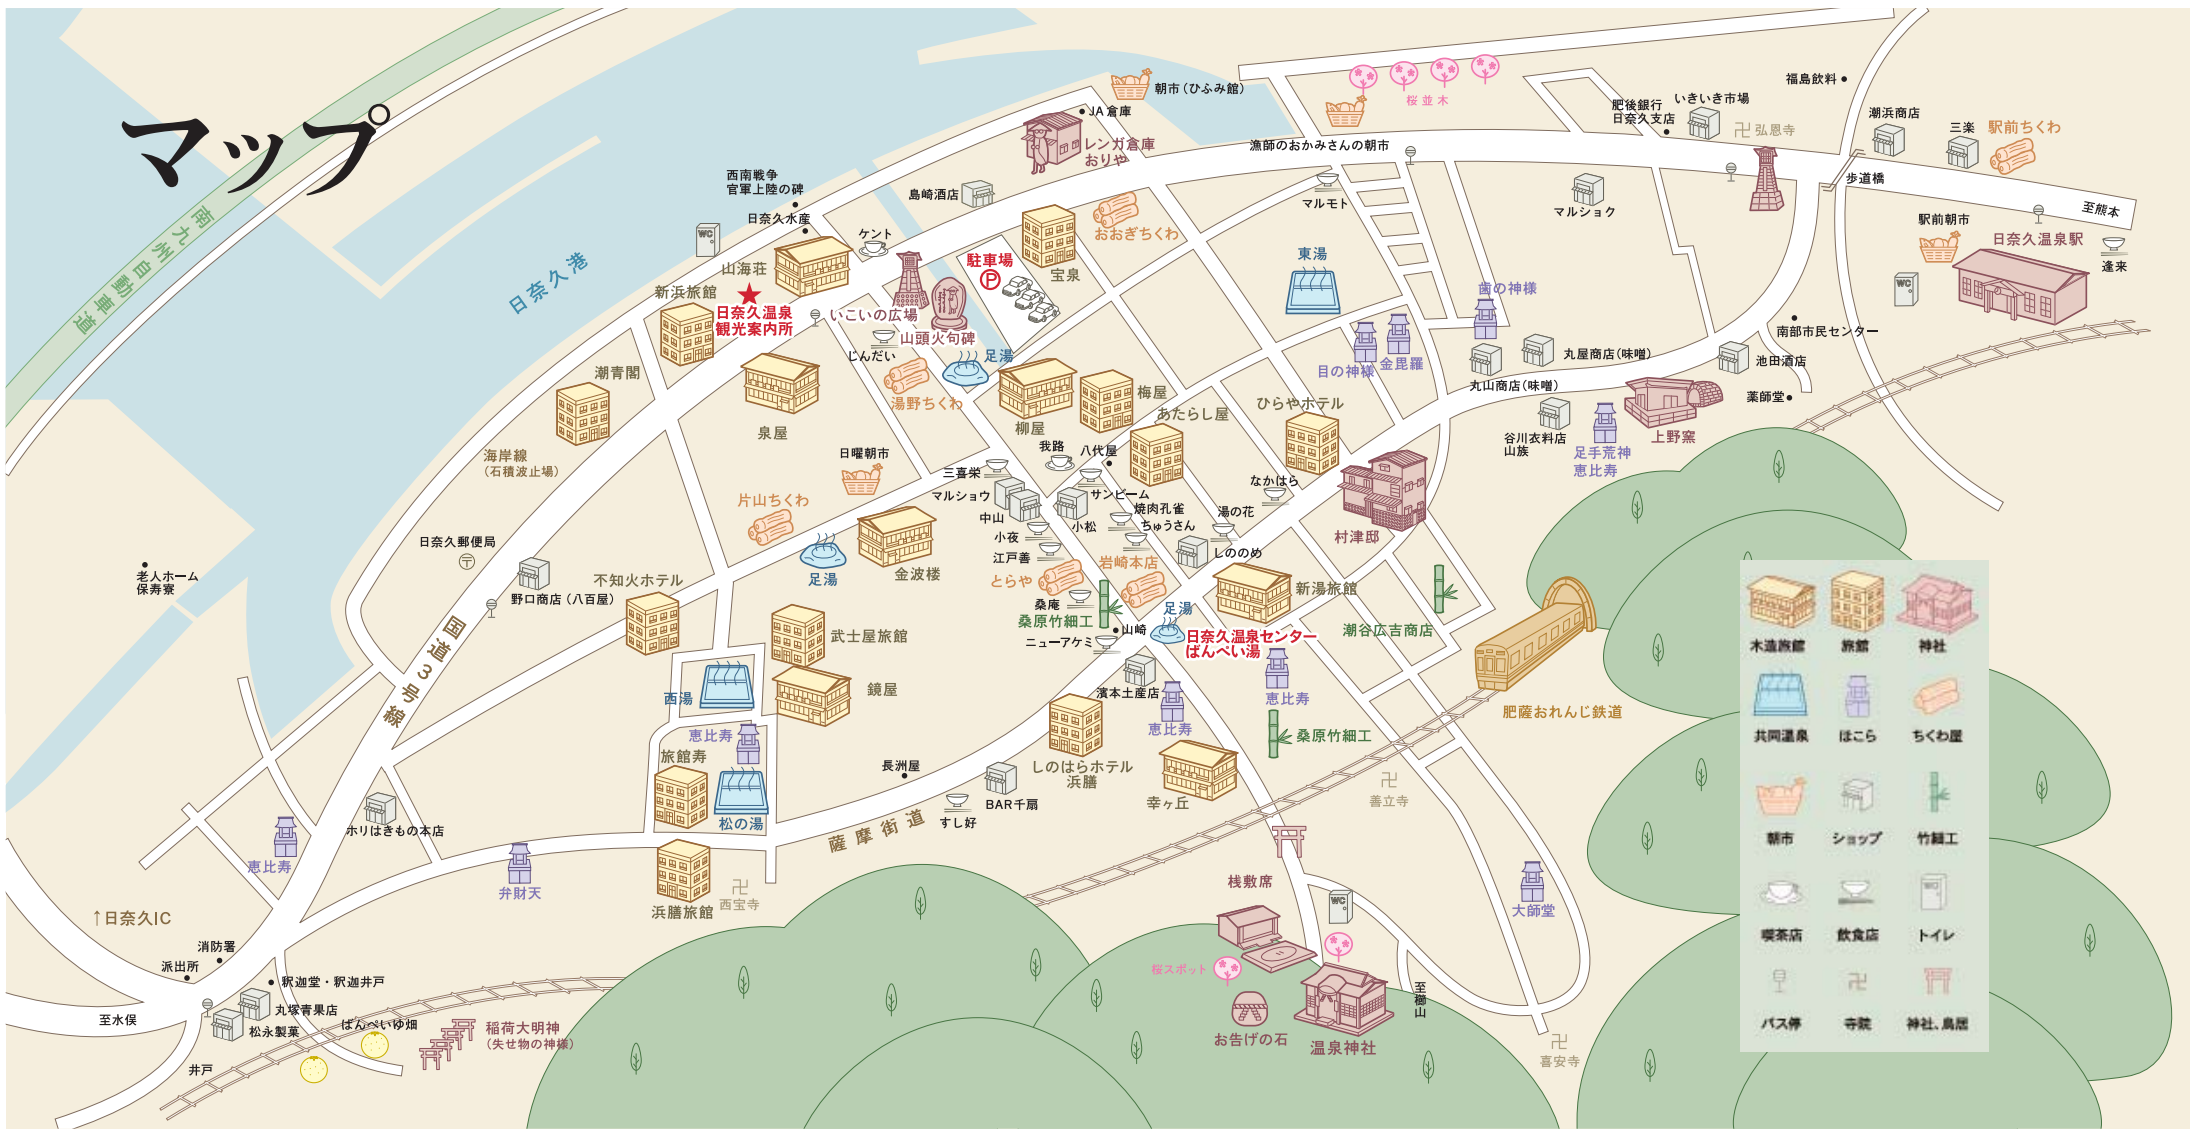 マップ
南九州自動車道
日奈久港
朝市（ひふみ館）
JA倉庫
レンガ倉庫
おりや
桜並木
漁師のおかみさんの朝市
福島飲料
肥後銀行
日奈久支店
いきいき市場
弘恩寺
潮浜商店
三楽
駅前ちくわ
歩道橋
至熊本
駅前朝市
日奈久温泉駅
逢来
WC
西南戦争
官軍上陸の碑
日奈久水産
島崎酒店
ケント
WC
山海荘
新浜旅館
日奈久温泉
観光案内所
いこいの広場
山頭火句碑
駐車場
P
宝泉
おおぎちくわ
マルモト
マルショク
東湯
歯の神様
目の神様
金毘羅
丸屋商店（味噌）
丸山商店（味噌）
南部市民センター
池田酒店
薬師堂
上野窯
谷川衣料店
山族
足手荒神
恵比寿
じんだい
湯野ちくわ
足湯
柳屋
梅屋
あたらし屋
ひらやホテル
潮青閣
泉屋
海岸線
（石積波止場）
日曜朝市
片山ちくわ
三喜栄
我路
八代屋
マルショウ
中山
サンビーム
小松
焼肉孔雀
ちゅうさん
なかはら
湯の花
しののめ
村津邸
小夜
江戸善
とらや
岩崎本店
日奈久郵便局
野口商店（八百屋）
不知火ホテル
足湯
金波楼
老人ホーム
保寿寮
桑庵
桑原竹細工
山崎
ニューアケミ
足湯
日奈久温泉センター
ばんぺい湯
新湯旅館
潮谷広吉商店
武士屋旅館
鏡屋
西湯
恵比寿
旅館寿
松の湯
国道3号線
濱本土産店
恵比寿
恵比寿
桑原竹細工
肥薩おれんじ鉄道
しのはらホテル
浜膳
幸ヶ丘
善立寺
長洲屋
すし好
BAR千扇
薩摩街道
ホリはきもの本店
恵比寿
弁財天
浜膳旅館
西宝寺
桟敷席
WC
大師堂
↑日奈久IC
消防署
派出所
釈迦堂・釈迦井戸
丸塚青果店
松永製菓
ばんぺいゆ畑
至水俣
井戸
稲荷大明神
（失せ物の神様）
桜スポット
お告げの石
温泉神社
至櫛山
喜安寺
木造旅館
旅館
神社
共同温泉
ほこら
ちくわ屋
朝市
ショップ
竹細工
喫茶店
飲食店
WC
トイレ
バス停
寺院
神社、鳥居